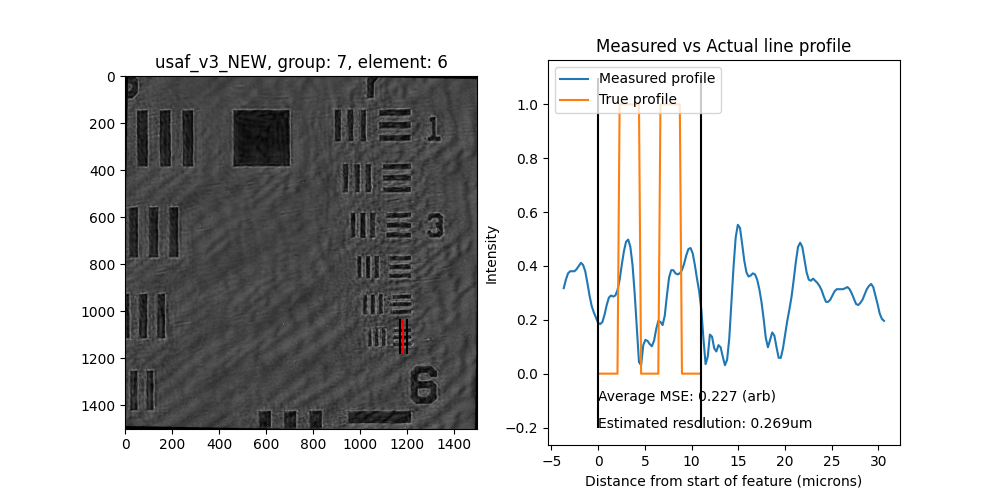 usaf_v3_NEW, group: 7, element: 6
0
200
400
600
800
1000
1200
1400
0 200 400 600 800 1000 1200 1400
1
3
6
Measured vs Actual line profile
Measured profile
True profile
Intensity
1.0
0.8
0.6
0.4
0.2
0.0
−0.2
Average MSE: 0.227 (arb)
Estimated resolution: 0.269um
−5 0 5 10 15 20 25 30
Distance from start of feature (microns)